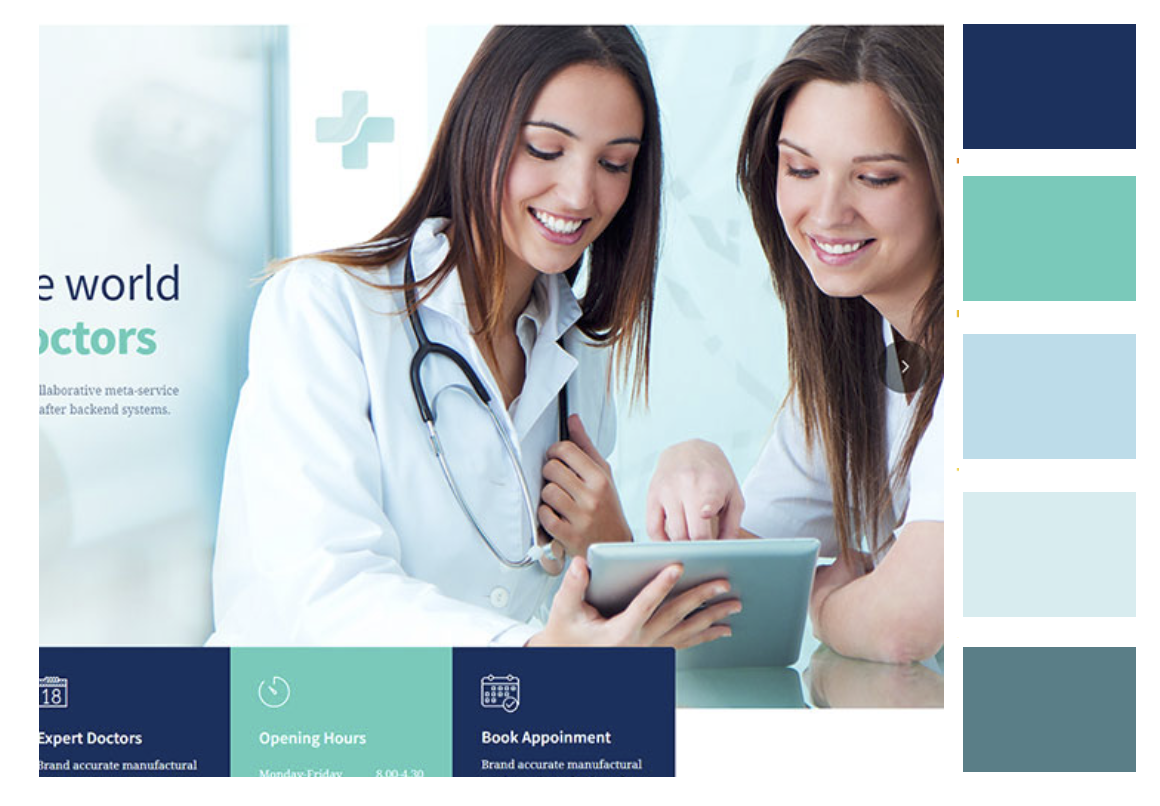 e world
octors
llaborative meta-service
after backend systems.
18
Expert Doctors
Brand accurate manufactural
Opening Hours
Monday-Friday 8.00-4.30
Book Appoinment
Brand accurate manufactural